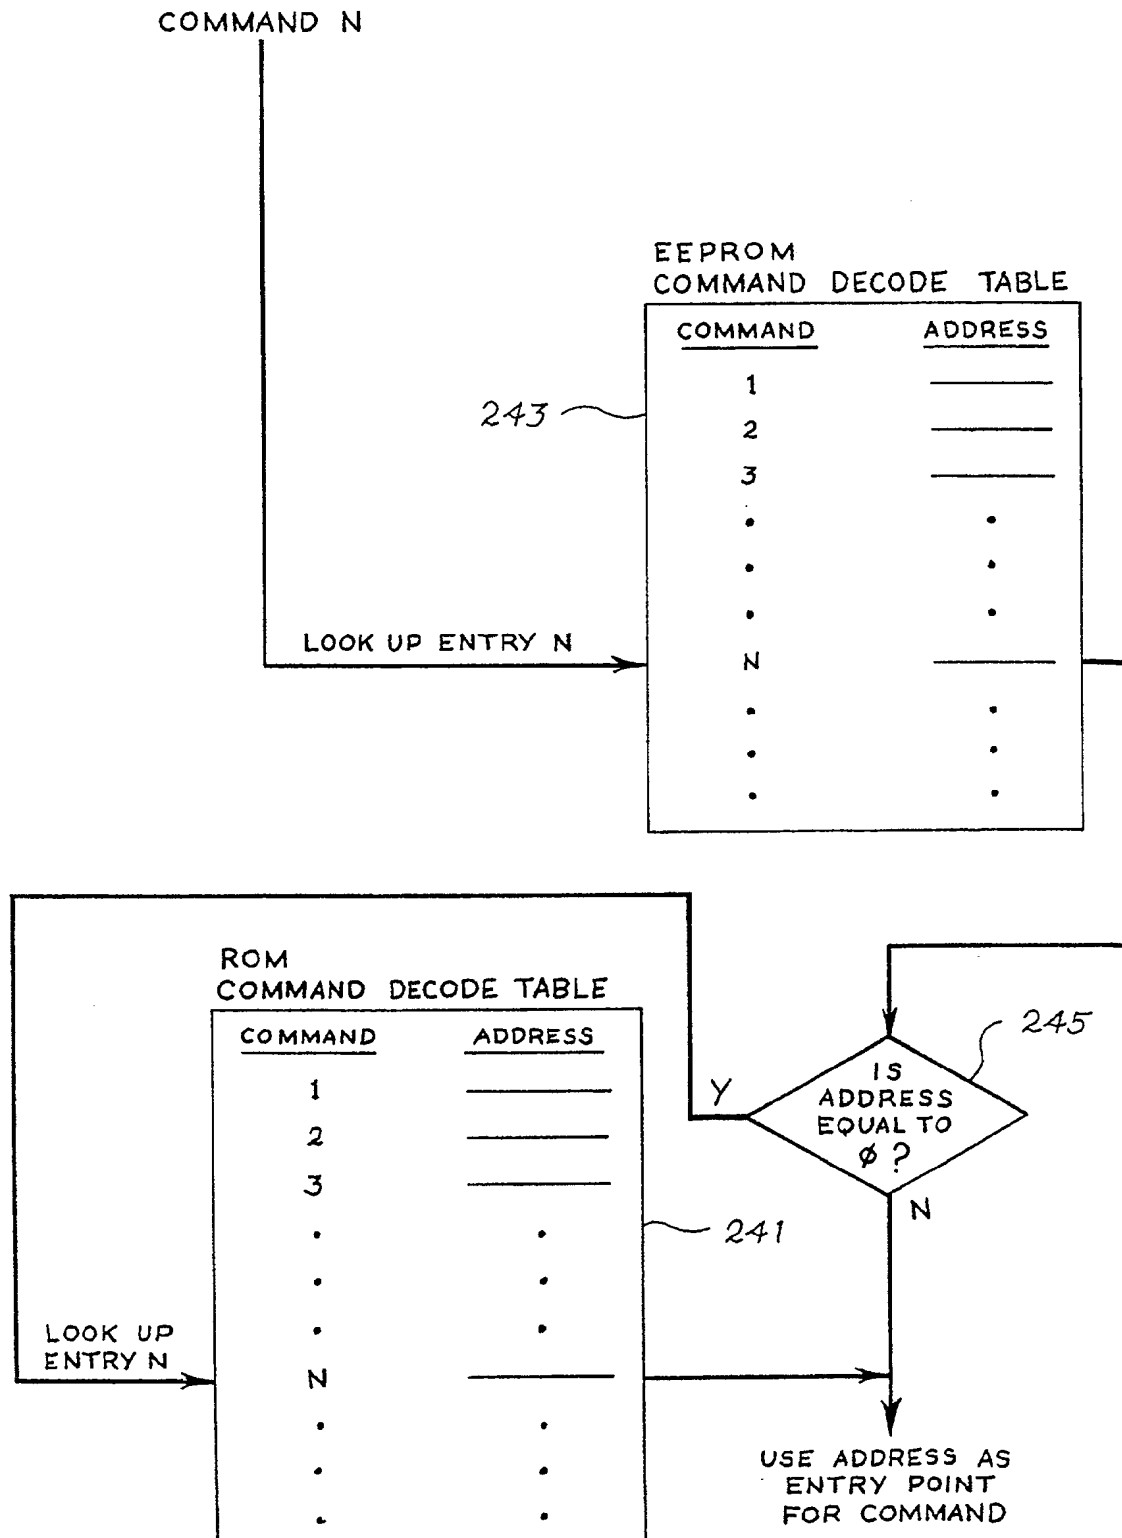 COMMAND N
EEPROM
COMMAND DECODE TABLE
COMMAND ADDRESS
1
243
2
3
LOOK UP ENTRY N
N
ROM
COMMAND DECODE TABLE
COMMAND ADDRESS
1
2
3
241
LOOK UP
ENTRY N
N
245
IS
ADDRESS
EQUAL TO
ø ?
Y
N
USE ADDRESS AS
ENTRY POINT
FOR COMMAND